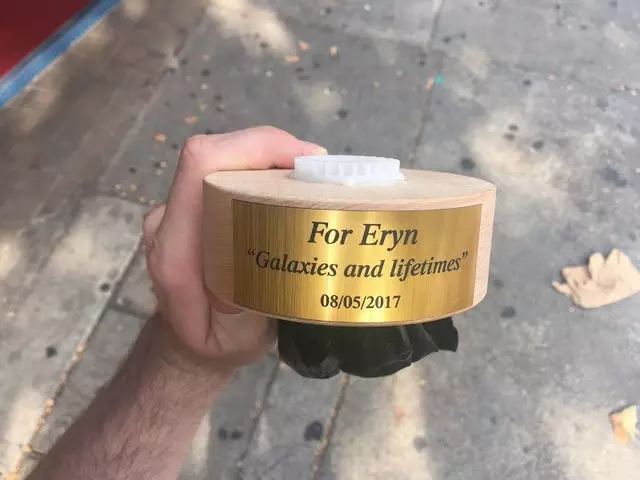 For Eryn
“Galaxies and lifetimes”
08/05/2017